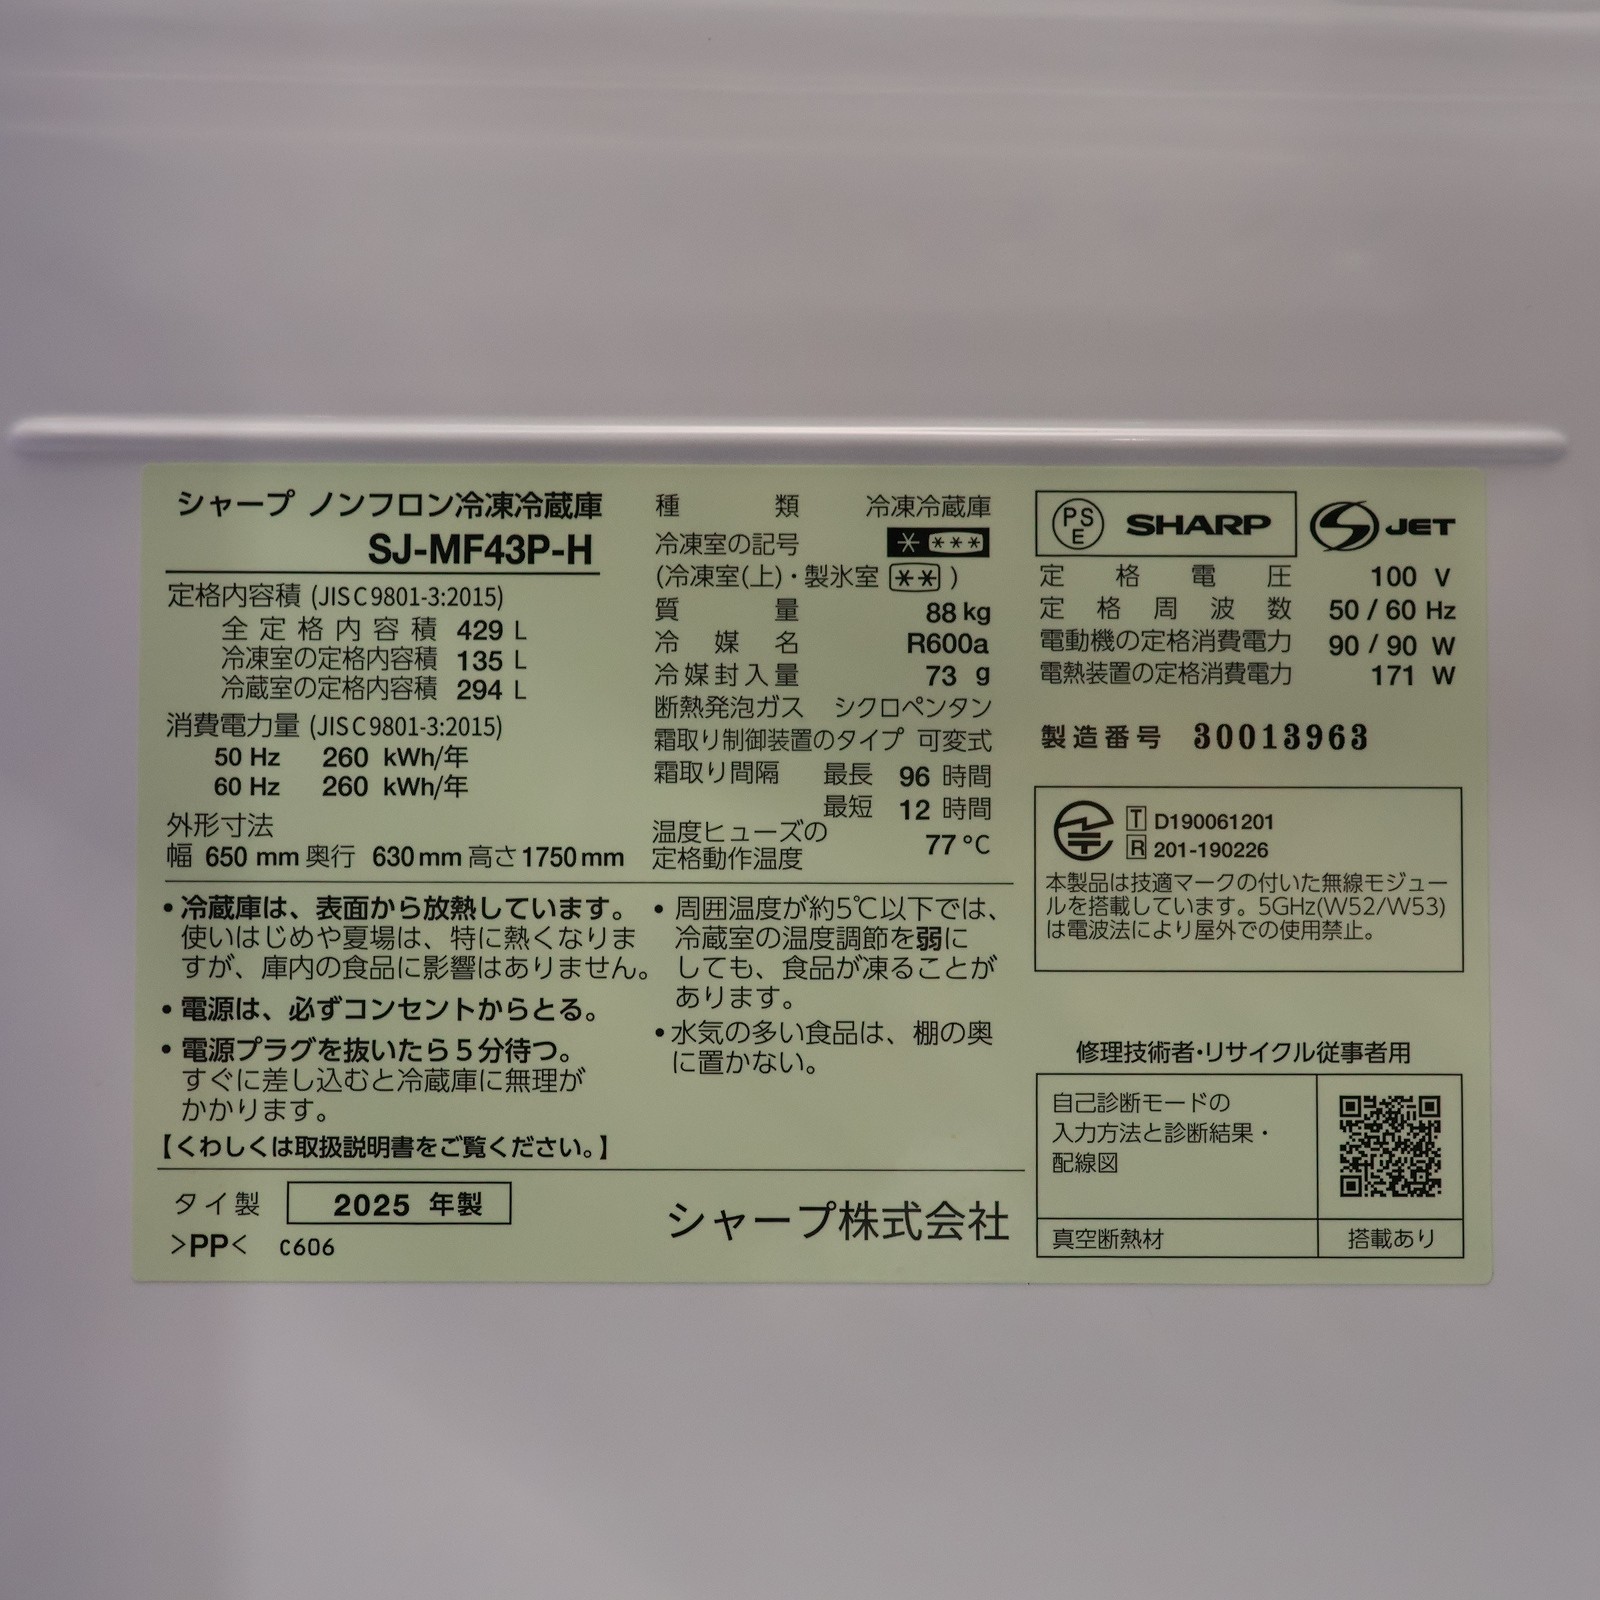 シャープ ノンフロン冷凍冷蔵庫
SJ-MF43P-H
定格内容積 (JIS C 9801-3:2015)
全定格内容積 429 L
冷凍室の定格内容積 135 L
冷蔵室の定格内容積 294 L
消費電力量 (JIS C 9801-3:2015)
50 Hz 260 kWh/年
60 Hz 260 kWh/年
外形寸法
幅 650 mm 奥行 630 mm 高さ 1750 mm
種類 冷凍冷蔵庫
冷凍室の記号 * ***
(冷凍室(上)・製氷室 ** )
質量 88 kg
冷媒名 R600a
冷媒封入量 73 g
断熱発泡ガス シクロペンタン
霜取り制御装置のタイプ 可変式
霜取り間隔 最長 96 時間
最短 12 時間
温度ヒューズの
定格動作温度 77 °C
PSE SHARP S JET
定格電圧 100 V
定格周波数 50 / 60 Hz
電動機の定格消費電力 90 / 90 W
電熱装置の定格消費電力 171 W
製造番号 30013963
T D190061201
R 201-190226
本製品は技適マークの付いた無線モジュー
ルを搭載しています。5GHz(W52/W53)
は電波法により屋外での使用禁止。
・冷蔵庫は、表面から放熱しています。
使いはじめや夏場は、特に熱くなりま
すが、庫内の食品に影響はありません。
・電源は、必ずコンセントからとる。
・電源プラグを抜いたら5分待つ。
すぐに差し込むと冷蔵庫に無理が
かかります。
【くわしくは取扱説明書をご覧ください。】
・周囲温度が約5℃以下では、
冷蔵室の温度調節を弱に
しても、食品が凍ることが
あります。
・水気の多い食品は、棚の奥
に置かない。
修理技術者・リサイクル従事者用
自己診断モードの
入力方法と診断結果・
配線図
真空断熱材 搭載あり
タイ製 2025 年製
>PP< C606
シャープ株式会社